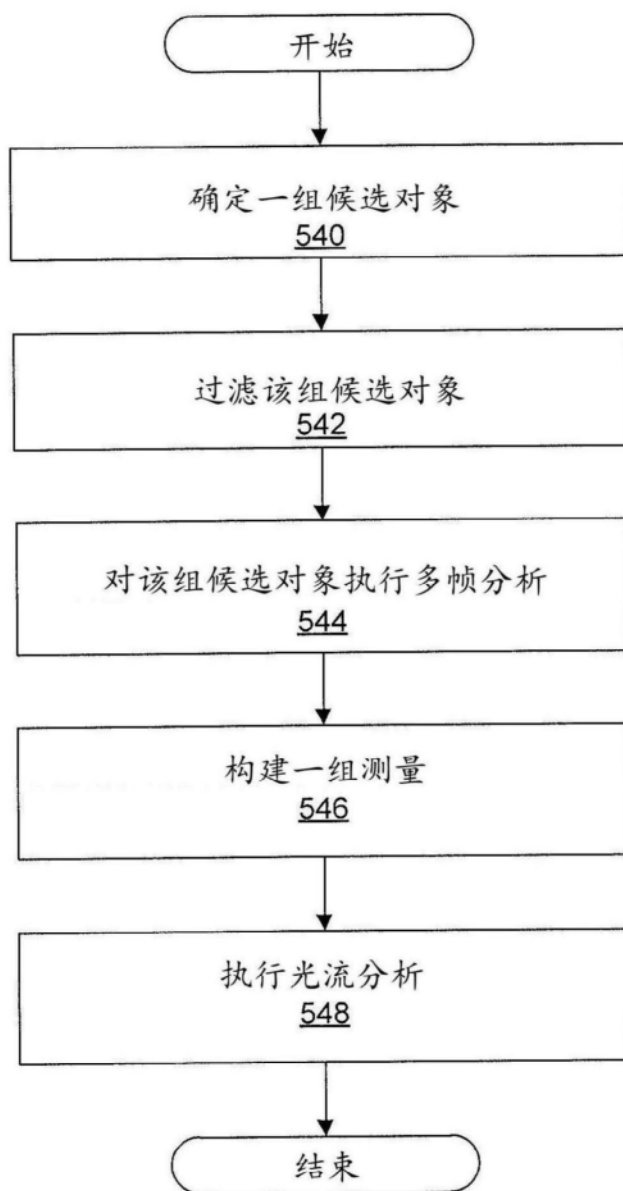 开始
确定一组候选对象
540
过滤该组候选对象
542
对该组候选对象执行多帧分析
544
构建一组测量
546
执行光流分析
548
结束